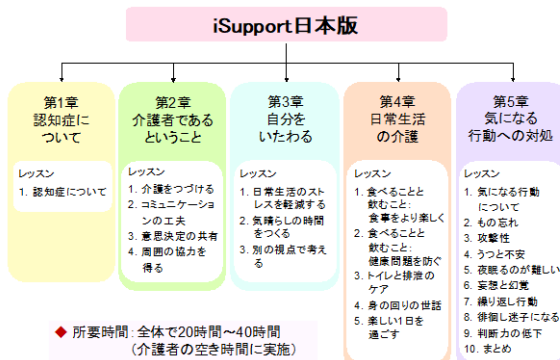 iSupport日本版
第1章
認知症に
ついて
レッスン
1. 認知症について
第2章
介護者である
ということ
レッスン
1. 介護をつづける
2. コミュニケーション
の工夫
3. 意思決定の共有
4. 周囲の協力を
得る
第3章
自分を
いたわる
レッスン
1. 日常生活のスト
レスを軽減する
2. 気晴らしの時間
をつくる
3. 別の視点で考え
る
第4章
日常生活
の介護
レッスン
1. 食べることと
飲むこと:
食事をより楽しく
2. 食べることと
飲むこと:
健康問題を防ぐ
3. トイレと排泄の
ケア
4. 身の回りの世話
5. 楽しい1日を
過ごす
第5章
気になる
行動への対処
レッスン
1. 気になる行動
について
2. もの忘れ
3. 攻撃性
4. うつと不安
5. 夜眠るのが難しい
6. 妄想と幻覚
7. 繰り返し行動
8. 徘徊し迷子になる
9. 判断力の低下
10. まとめ
◆ 所要時間:全体で20時間～40時間
(介護者の空き時間に実施)